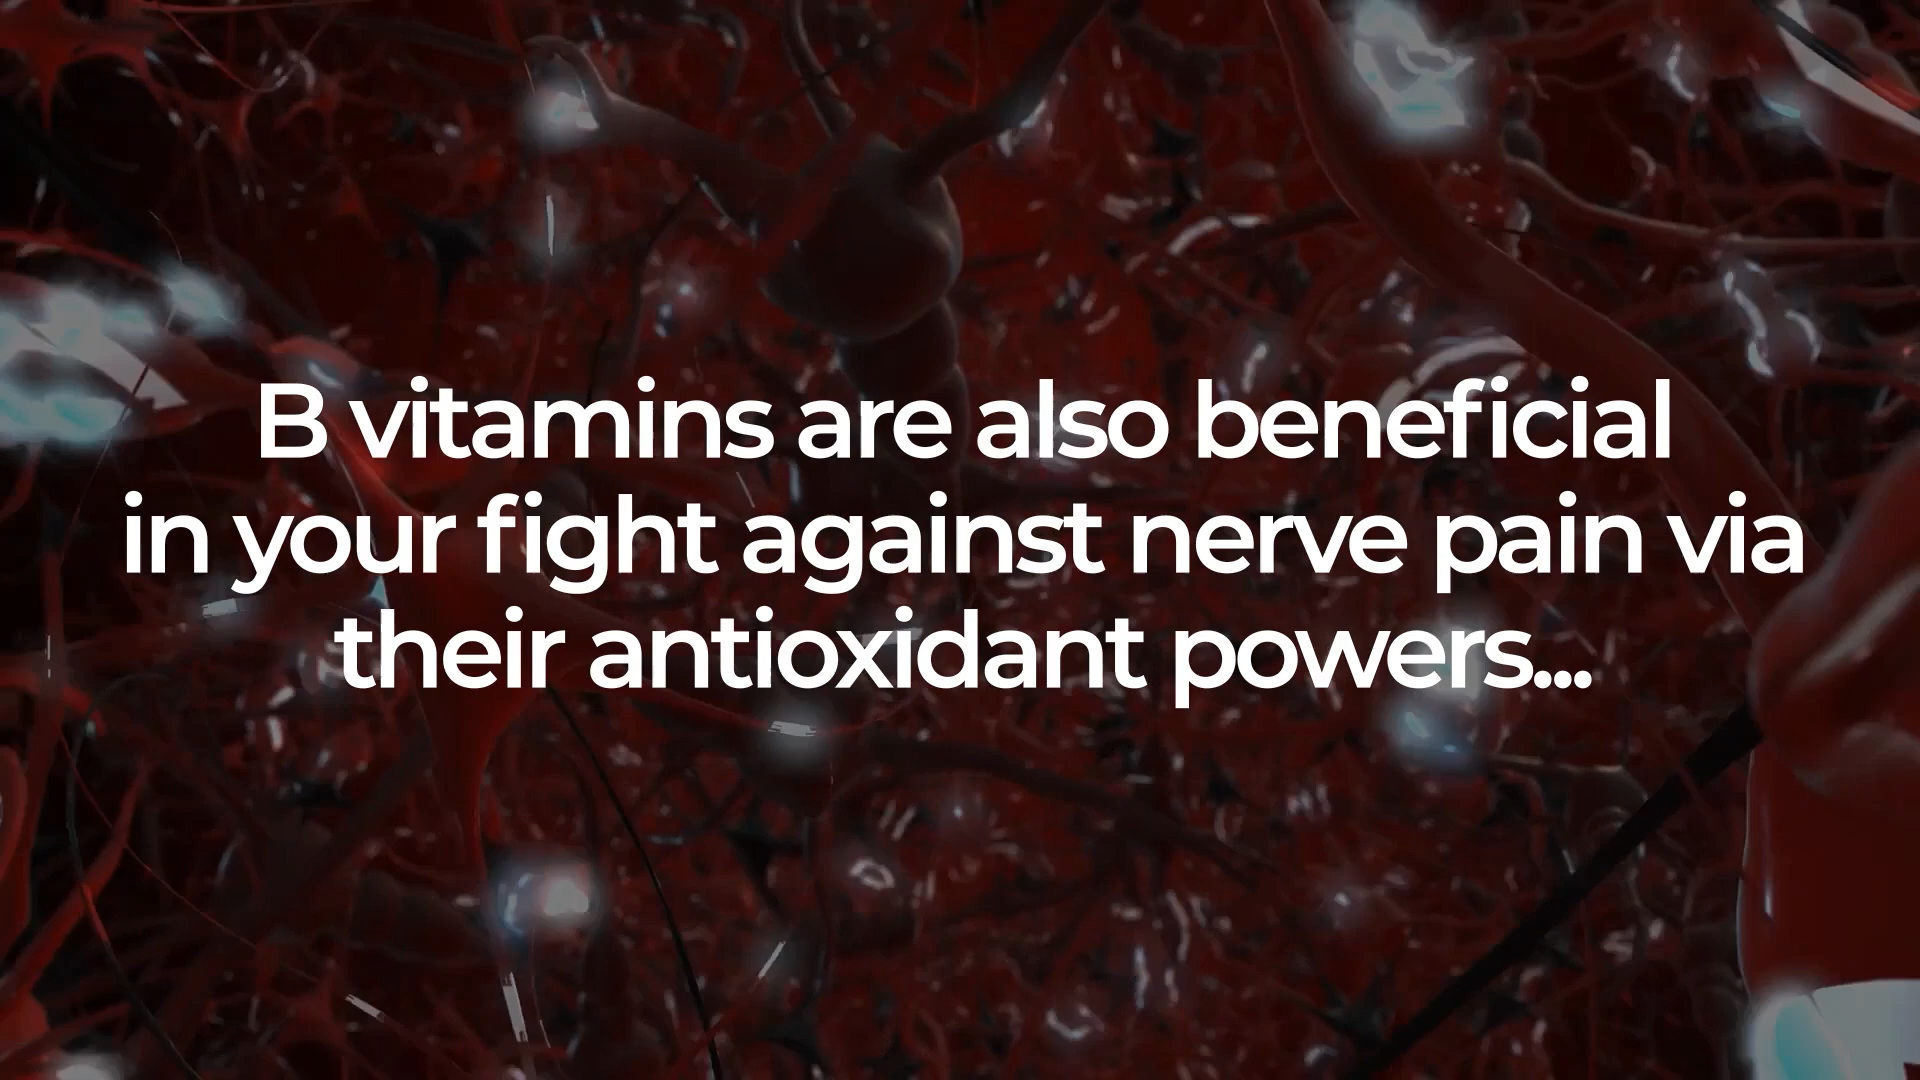 B vitamins are also beneficial
in your fight against nerve pain via
their antioxidant powers...